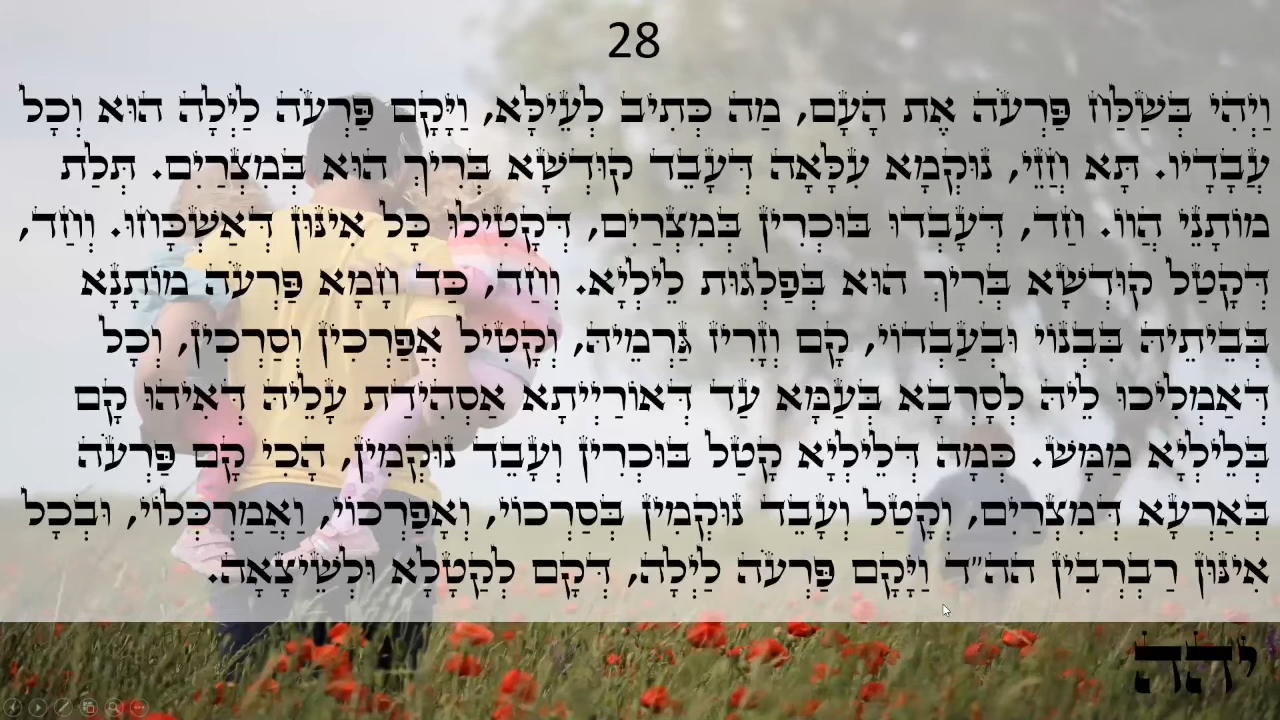 28
וַיְהִי בְּשַׁלַּח פַּרְעֹה אֶת הָעָם, מַה כְּתִיב לְעֵילָּא, וַיָּקָם פַּרְעֹה לַיְלָה הוּא וְכָל
עֲבָדָיו. תָּא חֲזֵי, נוּקְמָא עִלָּאָה דְּעָבֵד קוּדְשָׁא בְּרִיךְ הוּא בְּמִצְרַיִם. תְּלַת
מוֹתָנֵי הֲווֹ. חַד, דְּעָבְדוּ בּוּכְרִין בְּמִצְרַיִם, דְּקָטִילוּ כָּל אִינּוּן דְּאַשְׁכָּחוּ. וְחַד,
דְּקָטַל קוּדְשָׁא בְּרִיךְ הוּא בְּפַלְגּוּת לֵילְיָא. וְחַד, כַּד חָמָא פַּרְעֹה מוֹתָנָא
בְּבֵיתֵיהּ בִּבְנוֹי וּבְעַבְדוֹי, קָם וְזָרִיז גַּרְמֵיהּ, וְקָטִיל אֲפַּרְכִין וְסַרְכִין, וְכָל
דְּאַמְלִיכוּ לֵיהּ לְסָרְבָא בְּעַמָּא עַד דְּאוֹרַיְיתָא אַסְהִידַת עָלֵיהּ דְּאִיהוּ קָם
בְּלֵילְיָא מַמָּשׁ. כְּמָה דְּלֵילְיָא קָטַל בּוּכְרִין וְעָבֵד נוּקְמִין, הָכִי קָם פַּרְעֹה
בְּאַרְעָא דְּמִצְרַיִם, וְקָטַל וְעָבֵד נוּקְמִין בְּסַרְכוֹי, וְאָפַּרְכוֹי, וַאֲמַרְכְּלוֹי, וּבְכָל
אִינּוּן רַבְרְבִין הה״ד וַיָּקָם פַּרְעֹה לַיְלָה, דְּקָם לְקַטָּלָא וּלְשֵׁיצָאָה.
יהה